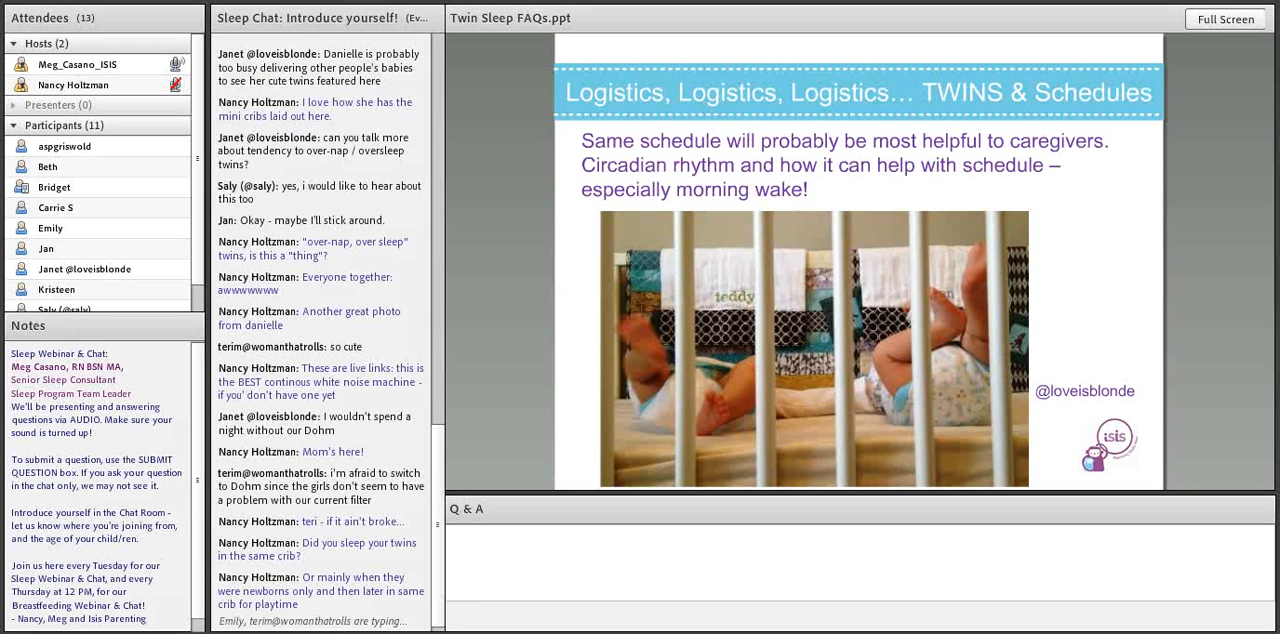 Attendees (13)
Hosts (2)
Meg_Casano_ISIS
Nancy Holtzman
Presenters (0)
Participants (11)
aspgriswold
Beth
Bridget
Carrie S
Emily
Jan
Janet @loveisblonde
Kristeen
Saly (@saly)
Notes
Sleep Webinar & Chat:
Meg Casano, RN BSN MA,
Senior Sleep Consultant
Sleep Program Team Leader
We'll be presenting and answering
questions via AUDIO. Make sure your
sound is turned up!
To submit a question, use the SUBMIT
QUESTION box. If you ask your question
in the chat only, we may not see it.
Introduce yourself in the Chat Room -
let us know where you're joining from,
and the age of your child/ren.
Join us here every Tuesday for our
Sleep Webinar & Chat, and every
Thursday at 12 PM, for our
Breastfeeding Webinar & Chat!
- Nancy, Meg and Isis Parenting
Sleep Chat: Introduce yourself! (Ev...
Janet @loveisblonde: Danielle is probably
too busy delivering other people's babies
to see her cute twins featured here
Nancy Holtzman: I love how she has the
mini cribs laid out here.
Janet @loveisblonde: can you talk more
about tendency to over-nap / oversleep
twins?
Saly (@saly): yes, i would like to hear about
this too
Jan: Okay - maybe I'll stick around.
Nancy Holtzman: "over-nap, over sleep"
twins, is this a "thing"?
Nancy Holtzman: Everyone together:
awwwwwww
Nancy Holtzman: Another great photo
from danielle
terim@womanthatrolls: so cute
Nancy Holtzman: These are live links: this is
the BEST continous white noise machine -
if you' don't have one yet
Janet @loveisblonde: I wouldn't spend a
night without our Dohm
Nancy Holtzman: Mom's here!
terim@womanthatrolls: i'm afraid to switch
to Dohm since the girls don't seem to have
a problem with our current filter
Nancy Holtzman: teri - if it ain't broke...
Nancy Holtzman: Did you sleep your twins
in the same crib?
Nancy Holtzman: Or mainly when they
were newborns only and then later in same
crib for playtime
Emily, terim@womanthatrolls are typing...
Twin Sleep FAQs.ppt
Full Screen
Logistics, Logistics, Logistics... TWINS & Schedules
Same schedule will probably be most helpful to caregivers.
Circadian rhythm and how it can help with schedule –
especially morning wake!
teddy
@loveisblonde
isis
Q & A